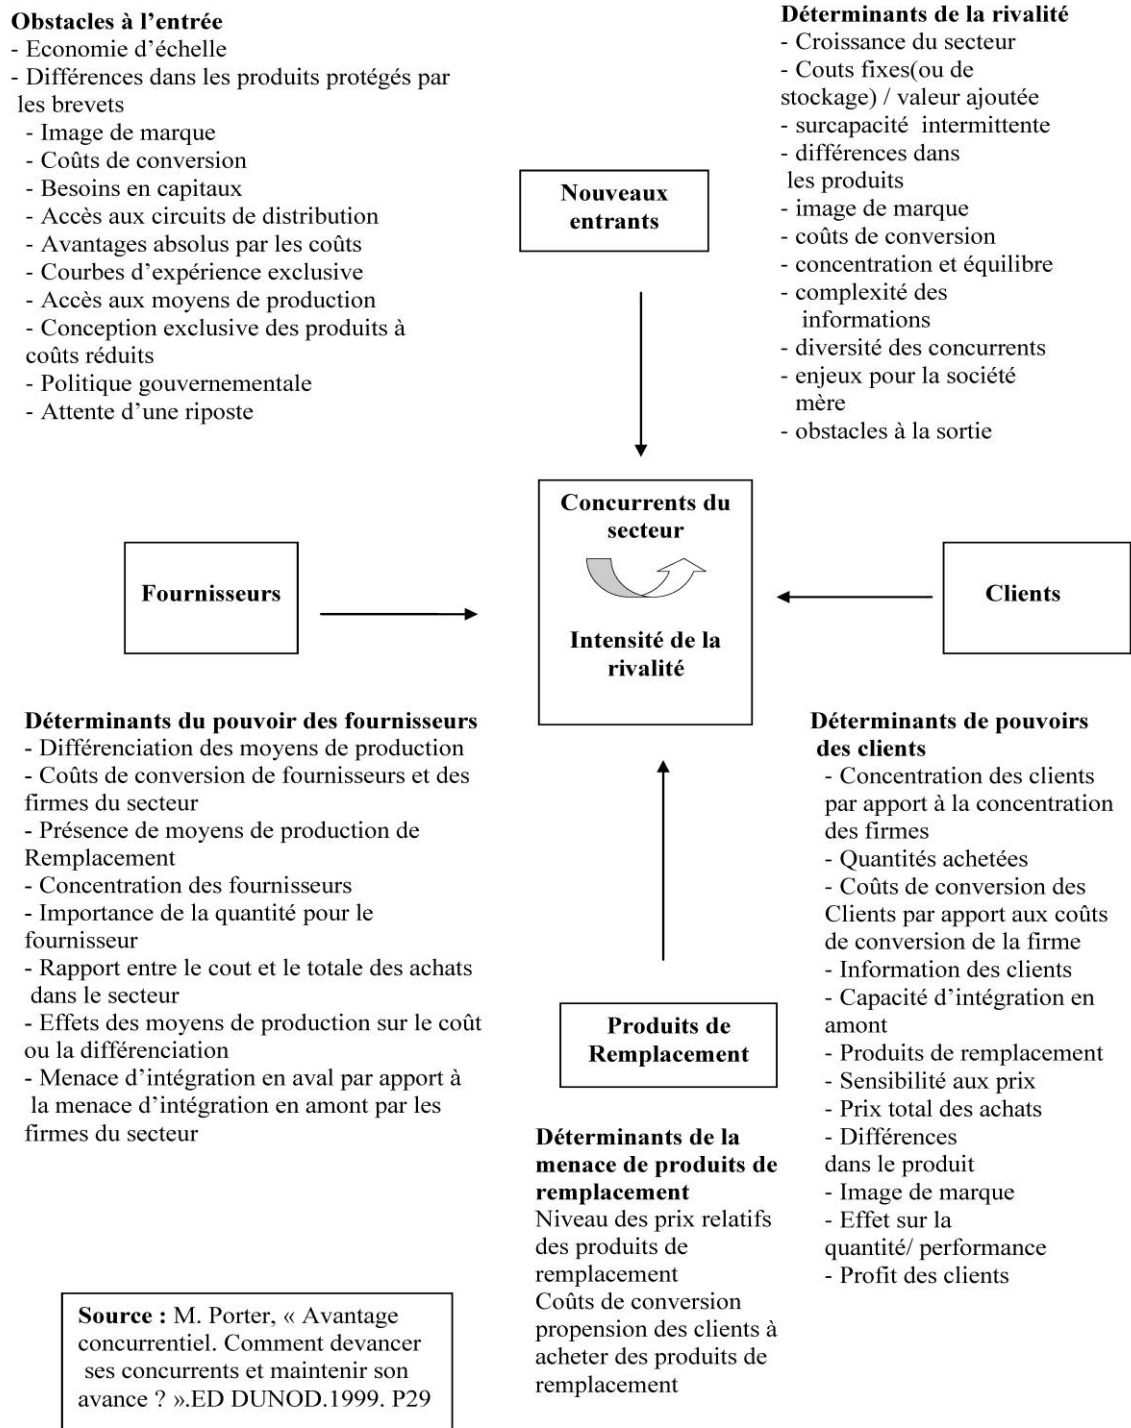 Obstacles à l’entrée
- Economie d’échelle
- Différences dans les produits protégés par
les brevets
- Image de marque
- Coûts de conversion
- Besoins en capitaux
- Accès aux circuits de distribution
- Avantages absolus par les coûts
- Courbes d’expérience exclusive
- Accès aux moyens de production
- Conception exclusive des produits à
coûts réduits
- Politique gouvernementale
- Attente d’une riposte
Nouveaux
entrants
Déterminants de la rivalité
- Croissance du secteur
- Couts fixes(ou de
stockage) / valeur ajoutée
- surcapacité intermittente
- différences dans
les produits
- image de marque
- coûts de conversion
- concentration et équilibre
- complexité des
informations
- diversité des concurrents
- enjeux pour la société
mère
- obstacles à la sortie
Fournisseurs
Concurrents du
secteur
Intensité de la
rivalité
Clients
Déterminants du pouvoir des fournisseurs
- Différenciation des moyens de production
- Coûts de conversion de fournisseurs et des
firmes du secteur
- Présence de moyens de production de
Remplacement
- Concentration des fournisseurs
- Importance de la quantité pour le
fournisseur
- Rapport entre le cout et le totale des achats
dans le secteur
- Effets des moyens de production sur le coût
ou la différenciation
- Menace d’intégration en aval par apport à
la menace d’intégration en amont par les
firmes du secteur
Produits de
Remplacement
Déterminants de la
menace de produits de
remplacement
Niveau des prix relatifs
des produits de
remplacement
Coûts de conversion
propension des clients à
acheter des produits de
remplacement
Déterminants de pouvoirs
des clients
- Concentration des clients
par apport à la concentration
des firmes
- Quantités achetées
- Coûts de conversion des
Clients par apport aux coûts
de conversion de la firme
- Information des clients
- Capacité d’intégration en
amont
- Produits de remplacement
- Sensibilité aux prix
- Prix total des achats
- Différences
dans le produit
- Image de marque
- Effet sur la
quantité/ performance
- Profit des clients
Source : M. Porter, « Avantage
concurrentiel. Comment devancer
ses concurrents et maintenir son
avance ? ».ED DUNOD.1999. P29